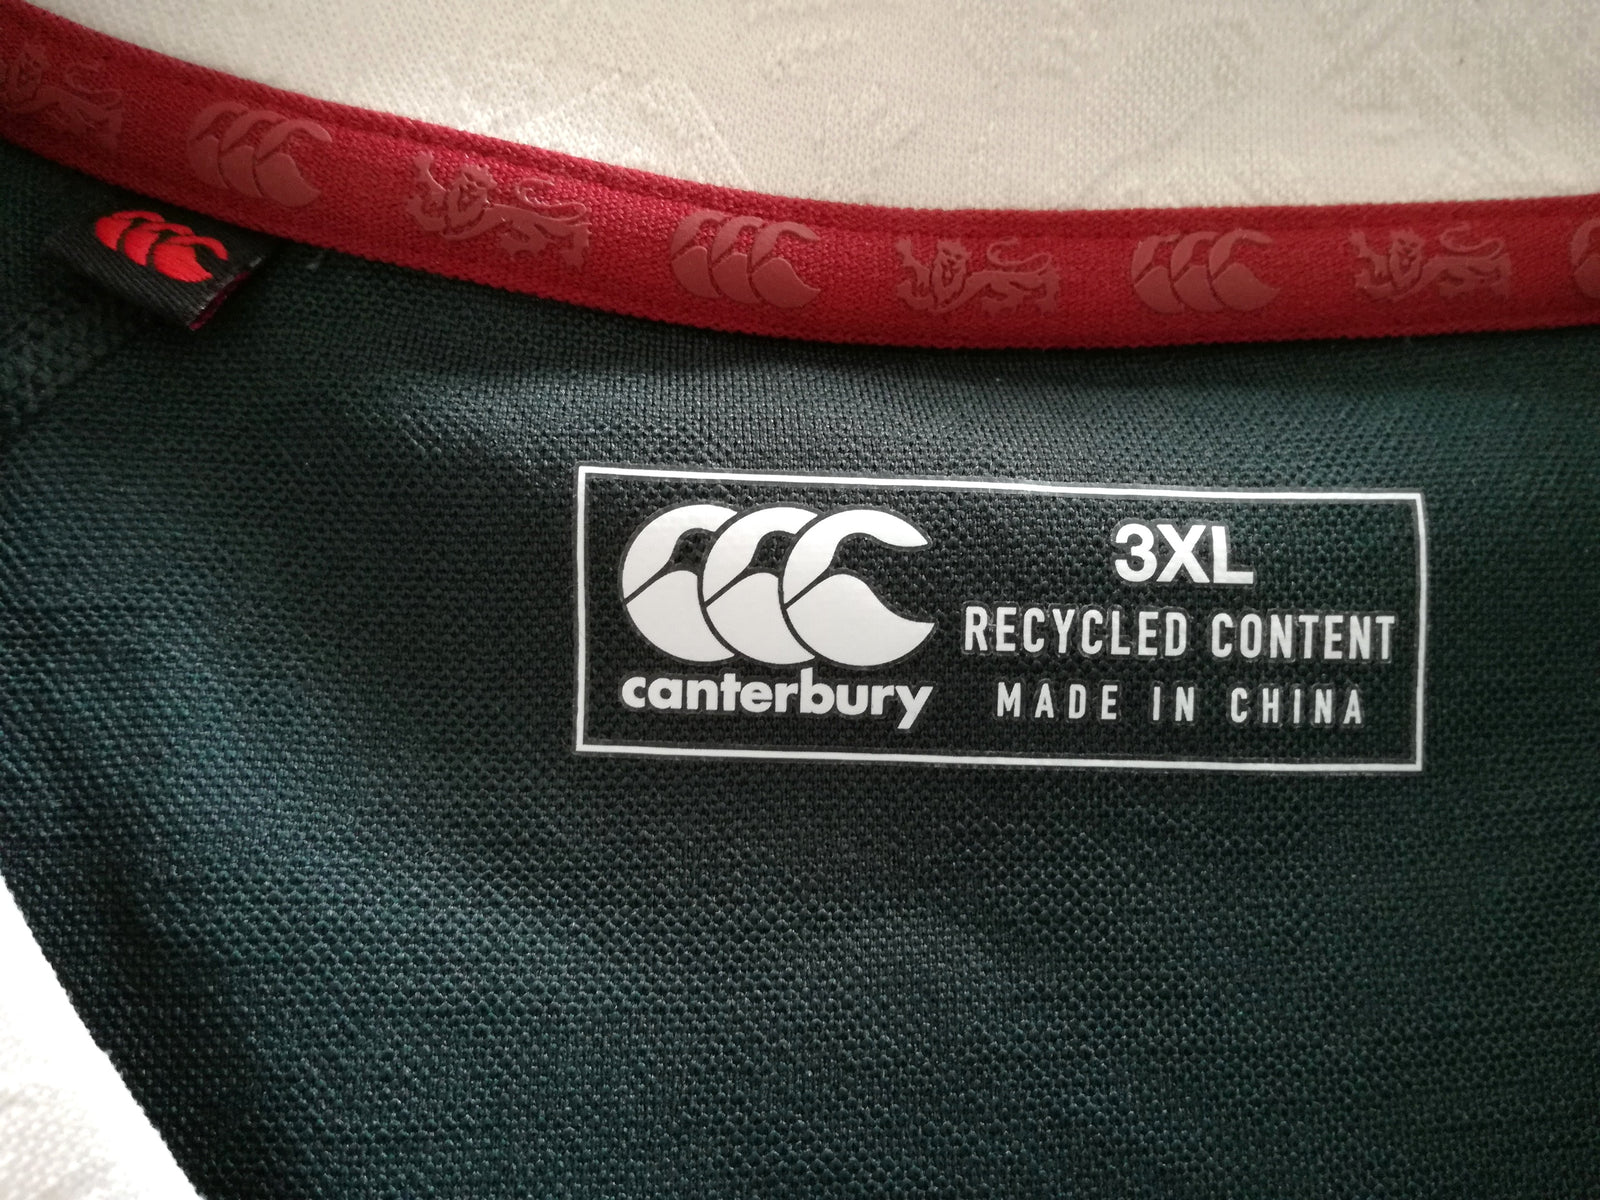 canterbury
3XL
RECYCLED CONTENT
MADE IN CHINA